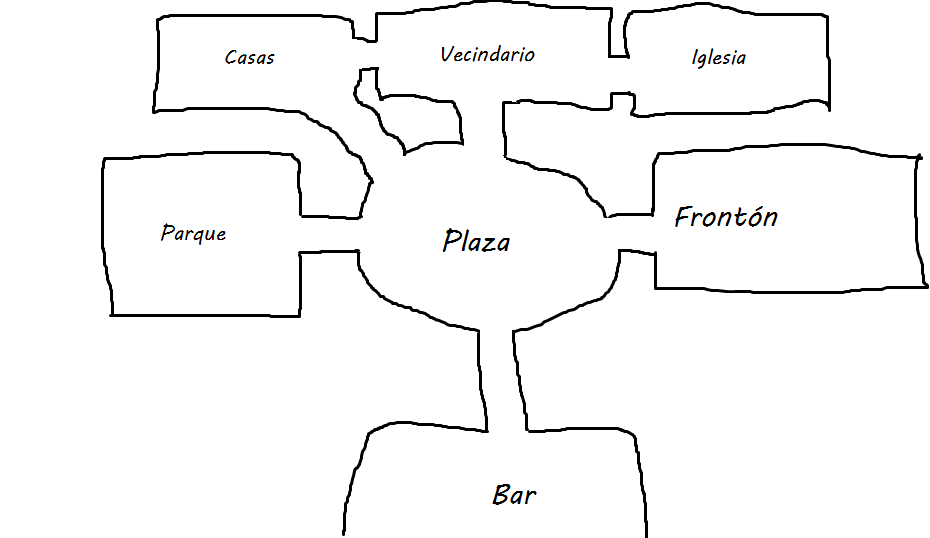 Casas
Vecindario
Iglesia
Parque
Plaza
Frontón
Bar